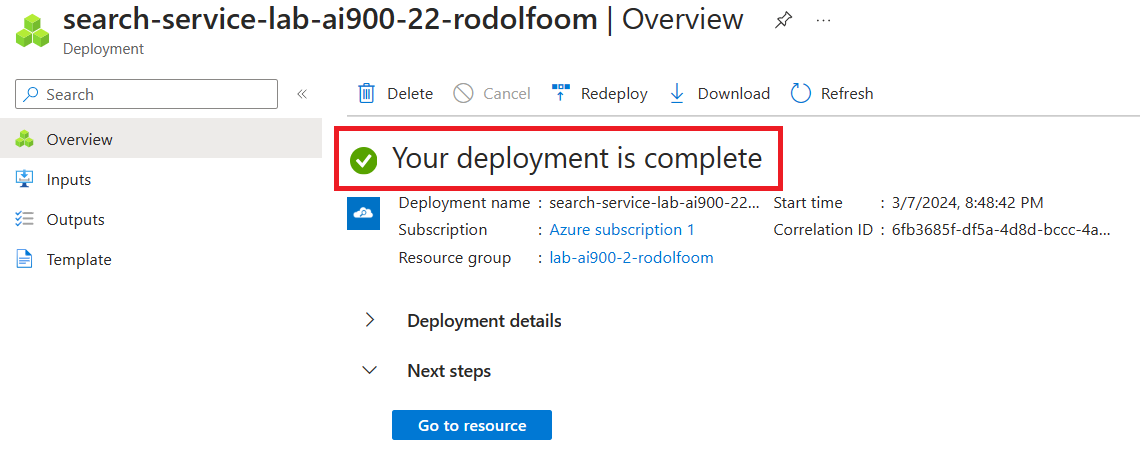 search-service-lab-ai900-22-rodolfoom | Overview
Deployment
Search
Delete Cancel Redeploy Download Refresh
Overview
Inputs
Outputs
Template
Your deployment is complete
Deployment name : search-service-lab-ai900-22... Start time : 3/7/2024, 8:48:42 PM
Subscription : Azure subscription 1 Correlation ID : 6fb3685f-df5a-4d8d-bccc-4a...
Resource group : lab-ai900-2-rodolfoom
Deployment details
Next steps
Go to resource